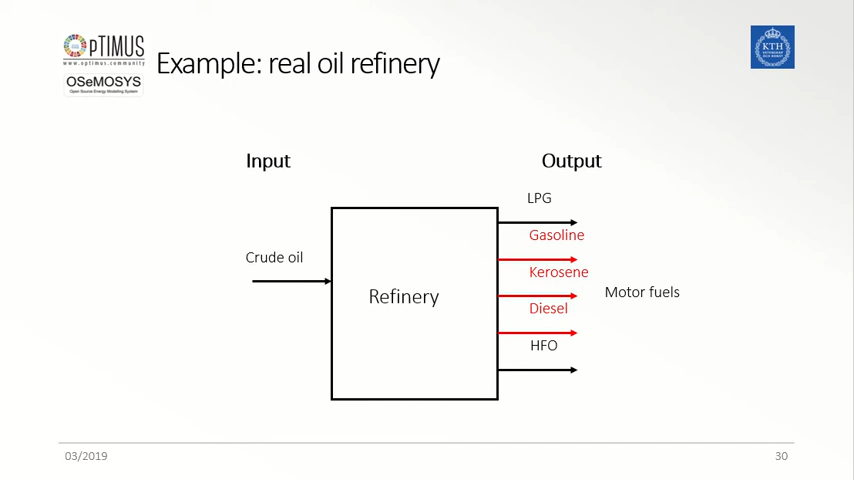 OpTIMUS
www.optimus.community
OSeMOSYS
Open Source Energy Modelling System
Example: real oil refinery
KTH
Input
Output
LPG
Gasoline
Crude oil
Kerosene
Refinery
Motor fuels
Diesel
HFO
03/2019
30